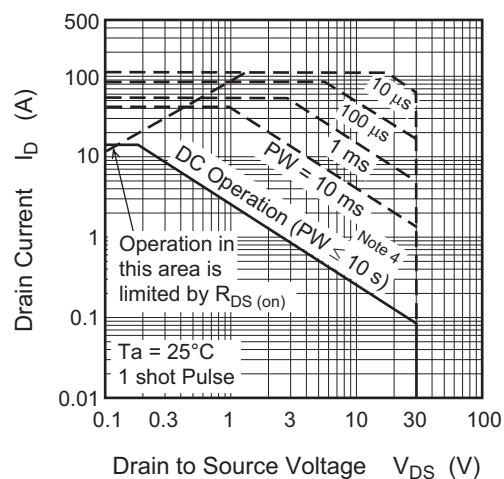 500
100
10
1
0.1
0.01
0.1
0.3
1
3
10
30
100
Drain Current I_D (A)
Drain to Source Voltage V_DS (V)
10 μs
100 μs
1 ms
PW = 10 ms
DC Operation (PW ≤ 10 s)
Note 4
Operation in
this area is
limited by R_DS (on)
Ta = 25°C
1 shot Pulse